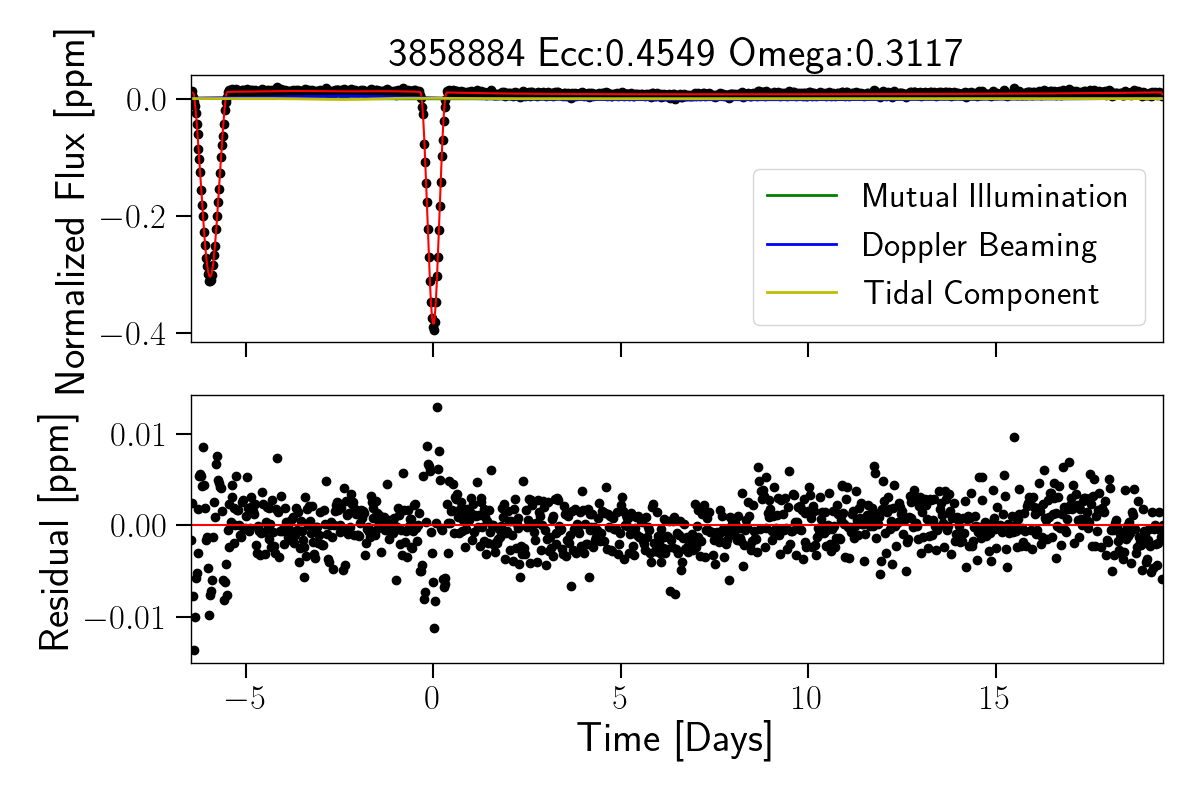 3858884 Ecc:0.4549 Omega:0.3117
Normalized Flux [ppm]
0.0
−0.2
−0.4
Mutual Illumination
Doppler Beaming
Tidal Component
Residual [ppm]
0.01
0.00
−0.01
−5
0
5
10
15
Time [Days]